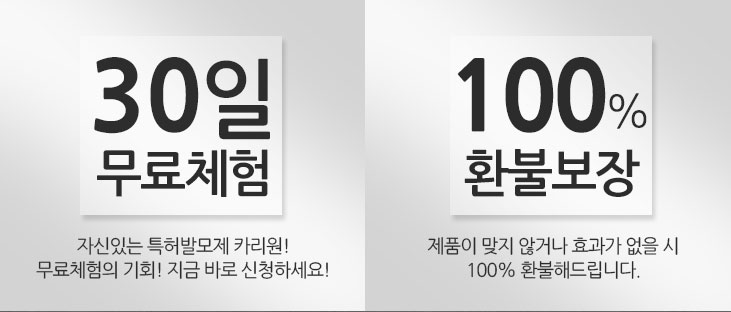 30일
무료체험
자신있는 특허발모제 카리원!
무료체험의 기회! 지금 바로 신청하세요!
100%
환불보장
제품이 맞지 않거나 효과가 없을 시
100% 환불해드립니다.